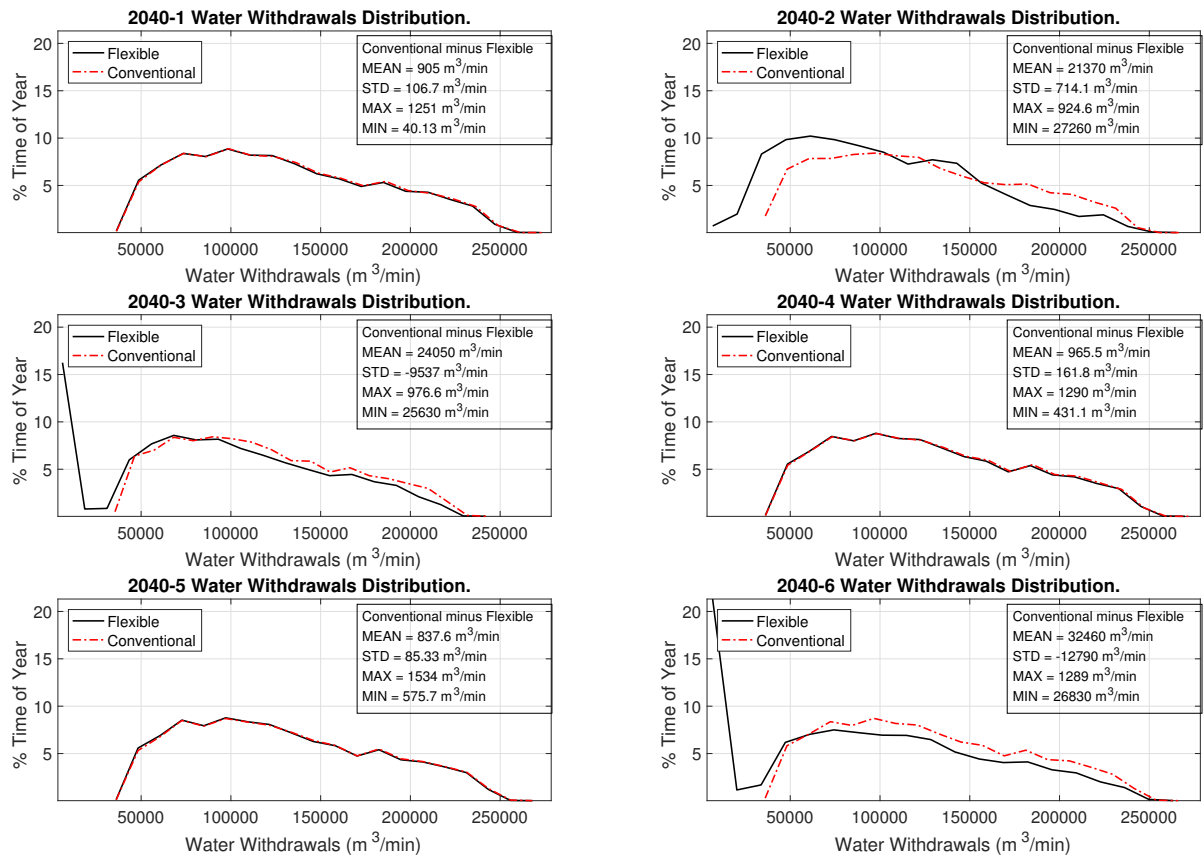 2040-1 Water Withdrawals Distribution.
% Time of Year
20
15
10
5
Flexible
Conventional
Conventional minus Flexible
MEAN = 905 m³/min
STD = 106.7 m³/min
MAX = 1251 m³/min
MIN = 40.13 m³/min
50000 100000 150000 200000 250000
Water Withdrawals (m³/min)
2040-2 Water Withdrawals Distribution.
% Time of Year
20
15
10
5
Flexible
Conventional
Conventional minus Flexible
MEAN = 21370 m³/min
STD = 714.1 m³/min
MAX = 924.6 m³/min
MIN = 27260 m³/min
50000 100000 150000 200000 250000
Water Withdrawals (m³/min)
2040-3 Water Withdrawals Distribution.
% Time of Year
20
15
10
5
Flexible
Conventional
Conventional minus Flexible
MEAN = 24050 m³/min
STD = -9537 m³/min
MAX = 976.6 m³/min
MIN = 25630 m³/min
50000 100000 150000 200000 250000
Water Withdrawals (m³/min)
2040-4 Water Withdrawals Distribution.
% Time of Year
20
15
10
5
Flexible
Conventional
Conventional minus Flexible
MEAN = 965.5 m³/min
STD = 161.8 m³/min
MAX = 1290 m³/min
MIN = 431.1 m³/min
50000 100000 150000 200000 250000
Water Withdrawals (m³/min)
2040-5 Water Withdrawals Distribution.
% Time of Year
20
15
10
5
Flexible
Conventional
Conventional minus Flexible
MEAN = 837.6 m³/min
STD = 85.33 m³/min
MAX = 1534 m³/min
MIN = 575.7 m³/min
50000 100000 150000 200000 250000
Water Withdrawals (m³/min)
2040-6 Water Withdrawals Distribution.
% Time of Year
20
15
10
5
Flexible
Conventional
Conventional minus Flexible
MEAN = 32460 m³/min
STD = -12790 m³/min
MAX = 1289 m³/min
MIN = 26830 m³/min
50000 100000 150000 200000 250000
Water Withdrawals (m³/min)